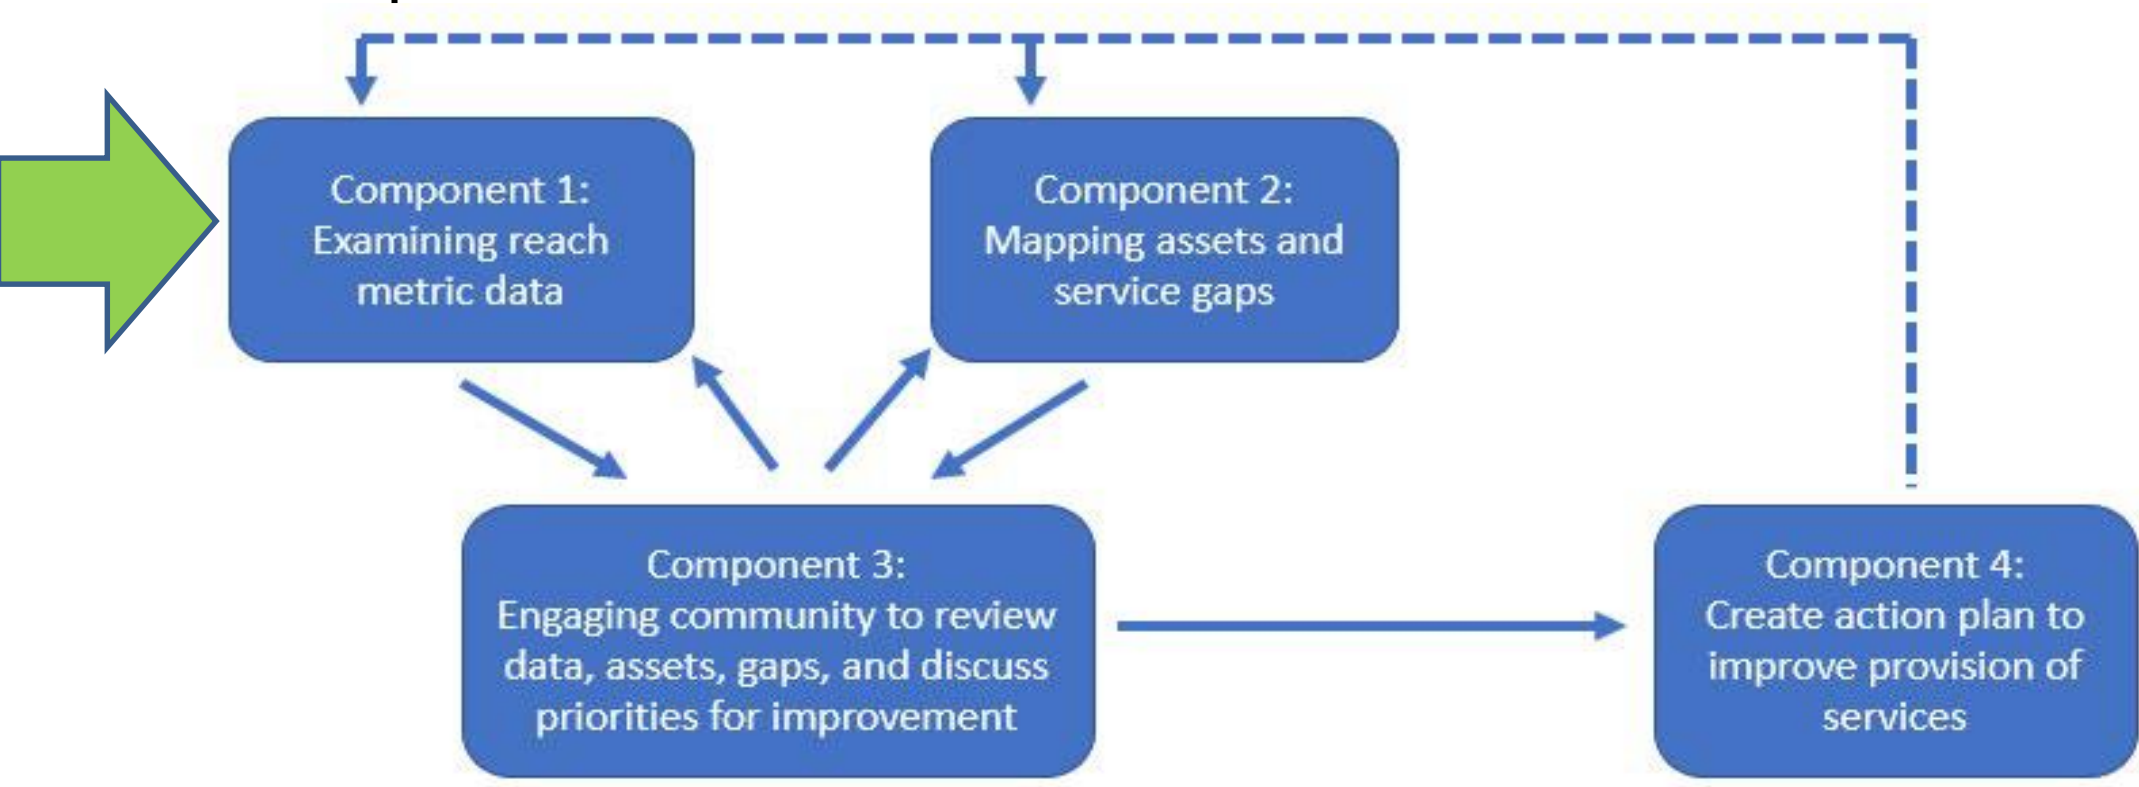 Component 1:
Examining reach
metric data
Component 2:
Mapping assets and
service gaps
Component 3:
Engaging community to review
data, assets, gaps, and discuss
priorities for improvement
Component 4:
Create action plan to
improve provision of
services